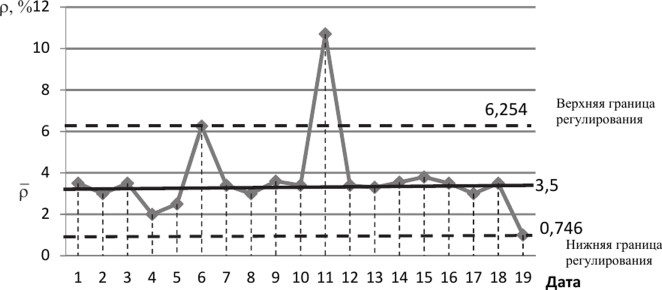 ρ, %12
10
8
6,254
Верхняя граница
регулирования
6
4
ρ̅
3,5
2
0,746
0
Нижняя граница
регулирования
1 2 3 4 5 6 7 8 9 10 11 12 13 14 15 16 17 18 19
Дата